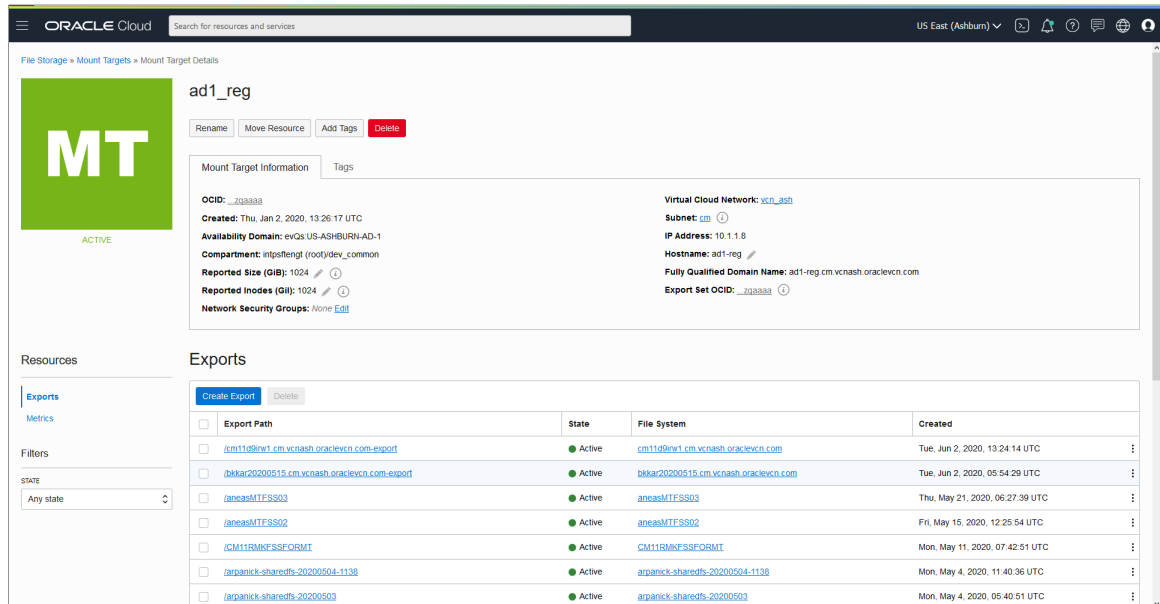 ORACLE Cloud
Search for resources and services
US East (Ashburn)
File Storage » Mount Targets » Mount Target Details
MT
ACTIVE
ad1_reg
Rename Move Resource Add Tags Delete
Mount Target Information Tags
OCID: ...zqaaaa
Created: Thu, Jan 2, 2020, 13:26:17 UTC
Availability Domain: evQs:US-ASHBURN-AD-1
Compartment: intpsftengt (root)/dev_common
Reported Size (GiB): 1024
Reported Inodes (GiI): 1024
Network Security Groups: None Edit
Virtual Cloud Network: vcn_ash
Subnet: cm
IP Address: 10.1.1.8
Hostname: ad1-reg
Fully Qualified Domain Name: ad1-reg.cm.vcnash.oraclevcn.com
Export Set OCID: ...zqaaaa
Resources
Exports
Metrics
Filters
STATE
Any state
Exports
Create Export Delete
Export Path State File System Created
/cm11d9irw1.cm.vcnash.oraclevcn.com-export Active cm11d9irw1.cm.vcnash.oraclevcn.com Tue, Jun 2, 2020, 13:24:14 UTC
/bkkar20200515.cm.vcnash.oraclevcn.com-export Active bkkar20200515.cm.vcnash.oraclevcn.com Tue, Jun 2, 2020, 05:54:29 UTC
/aneasMTFSS03 Active aneasMTFSS03 Thu, May 21, 2020, 06:27:39 UTC
/aneasMTFSS02 Active aneasMTFSS02 Fri, May 15, 2020, 12:25:54 UTC
/CM11RMKFSSFORMT Active CM11RMKFSSFORMT Mon, May 11, 2020, 07:42:51 UTC
/arpanick-sharedfs-20200504-1138 Active arpanick-sharedfs-20200504-1138 Mon, May 4, 2020, 11:40:36 UTC
/arpanick-sharedfs-20200503 Active arpanick-sharedfs-20200503 Mon, May 4, 2020, 05:40:51 UTC